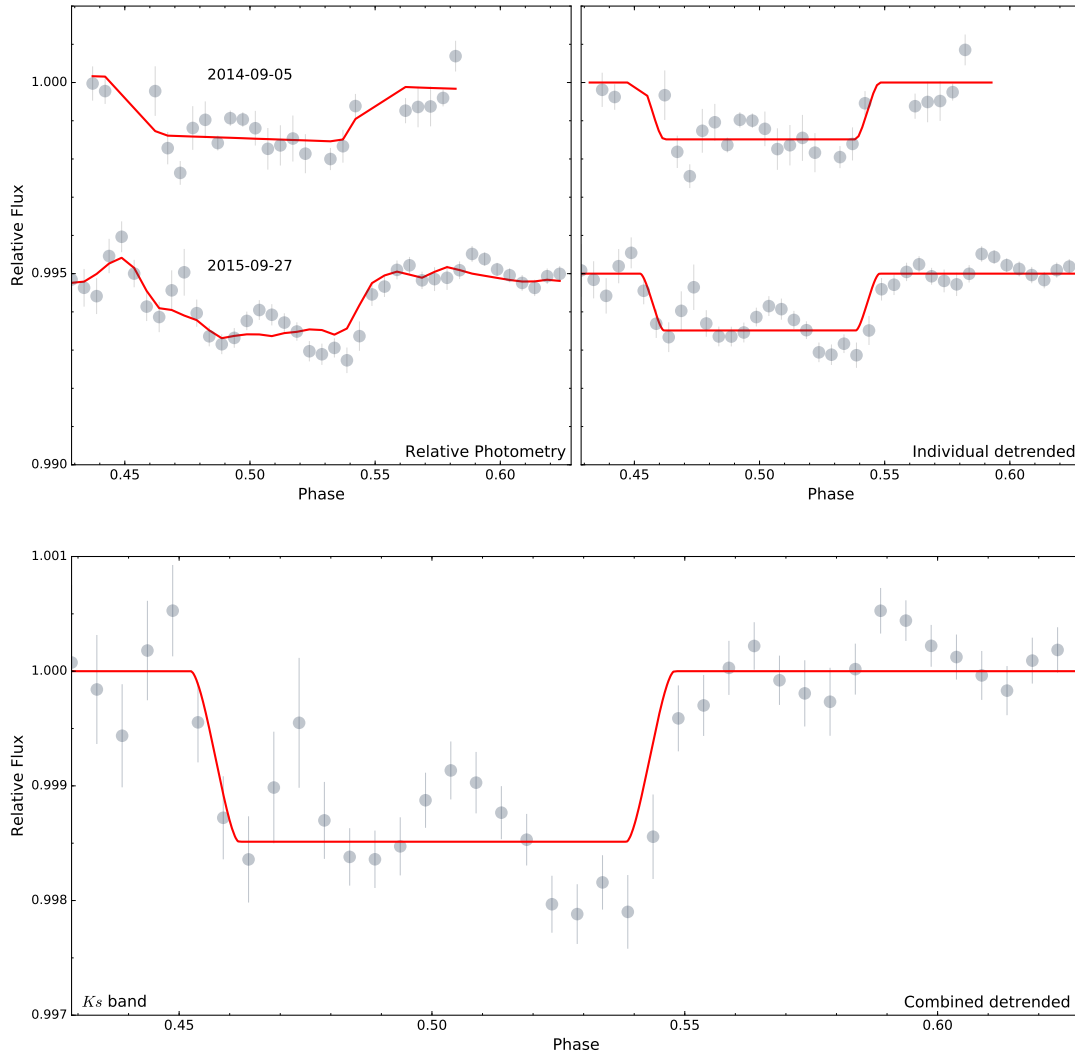 1.000
0.995
0.990
Relative Flux
2014-09-05
2015-09-27
Relative Photometry
Individual detrended
0.45
0.50
0.55
0.60
0.45
0.50
0.55
0.60
Phase
Phase
1.001
1.000
0.999
0.998
0.997
Relative Flux
Ks band
Combined detrended
0.45
0.50
0.55
0.60
Phase